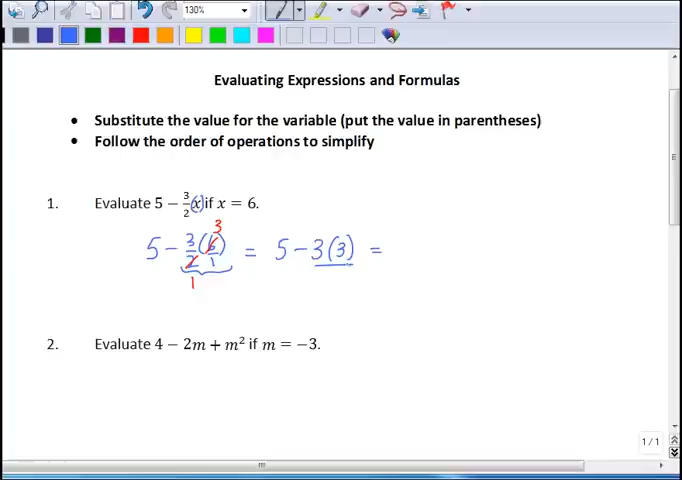 130%
Evaluating Expressions and Formulas
• Substitute the value for the variable (put the value in parentheses)
• Follow the order of operations to simplify
1. Evaluate 5 − 3/2 (x) if x = 6.
3
5 − 3/2 (6/1) = 5 − 3(3) =
1
2. Evaluate 4 − 2m + m² if m = −3.
1/1